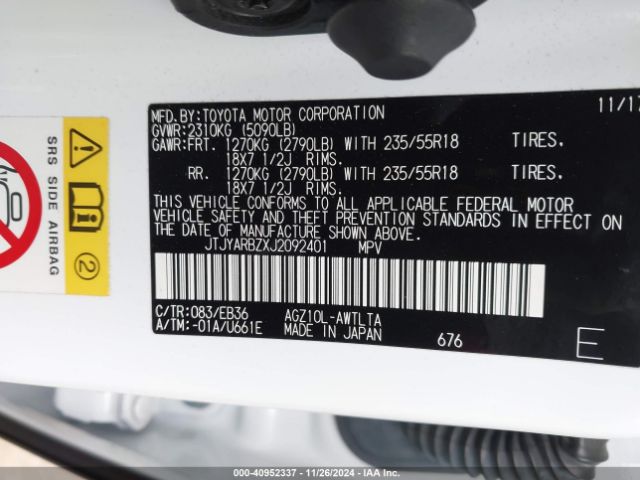 MFD.BY:TOYOTA MOTOR CORPORATION 11/17
GVWR:2310KG (5090LB)
GAWR:FRT. 1270KG (2790LB) WITH 235/55R18 TIRES.
18X7 1/2J RIMS.
RR. 1270KG (2790LB) WITH 235/55R18 TIRES.
18X7 1/2J RIMS.
THIS VEHICLE CONFORMS TO ALL APPLICABLE FEDERAL MOTOR
VEHICLE SAFETY AND THEFT PREVENTION STANDARDS IN EFFECT ON
THE DATE OF MANUFACTURE SHOWN ABOVE.
JTJYARBZXJ2092401 MPV
C/TR:083/EB36 AGZ10L-AWTLTA
A/TM:-01A/U661E MADE IN JAPAN 676 E
SRS SIDE AIRBAG
2
000-40952337 - 11/26/2024 - IAA Inc.